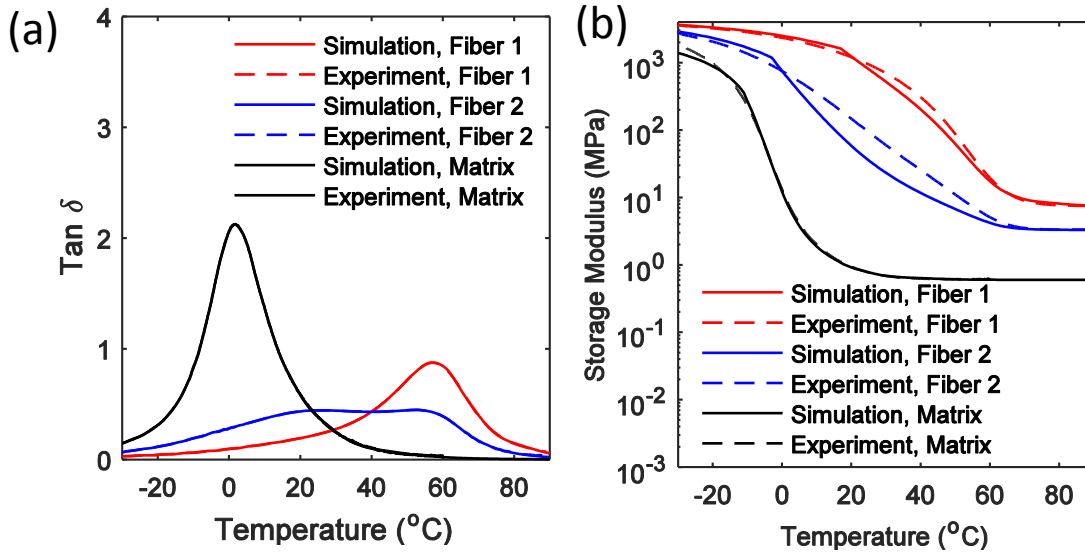 (a)
4
3
2
1
0
Tan δ
Simulation, Fiber 1
Experiment, Fiber 1
Simulation, Fiber 2
Experiment, Fiber 2
Simulation, Matrix
Experiment, Matrix
-20 0 20 40 60 80
Temperature (°C)
(b)
10³
10²
10¹
10⁰
10⁻¹
10⁻²
10⁻³
Storage Modulus (MPa)
Simulation, Fiber 1
Experiment, Fiber 1
Simulation, Fiber 2
Experiment, Fiber 2
Simulation, Matrix
Experiment, Matrix
-20 0 20 40 60 80
Temperature (°C)